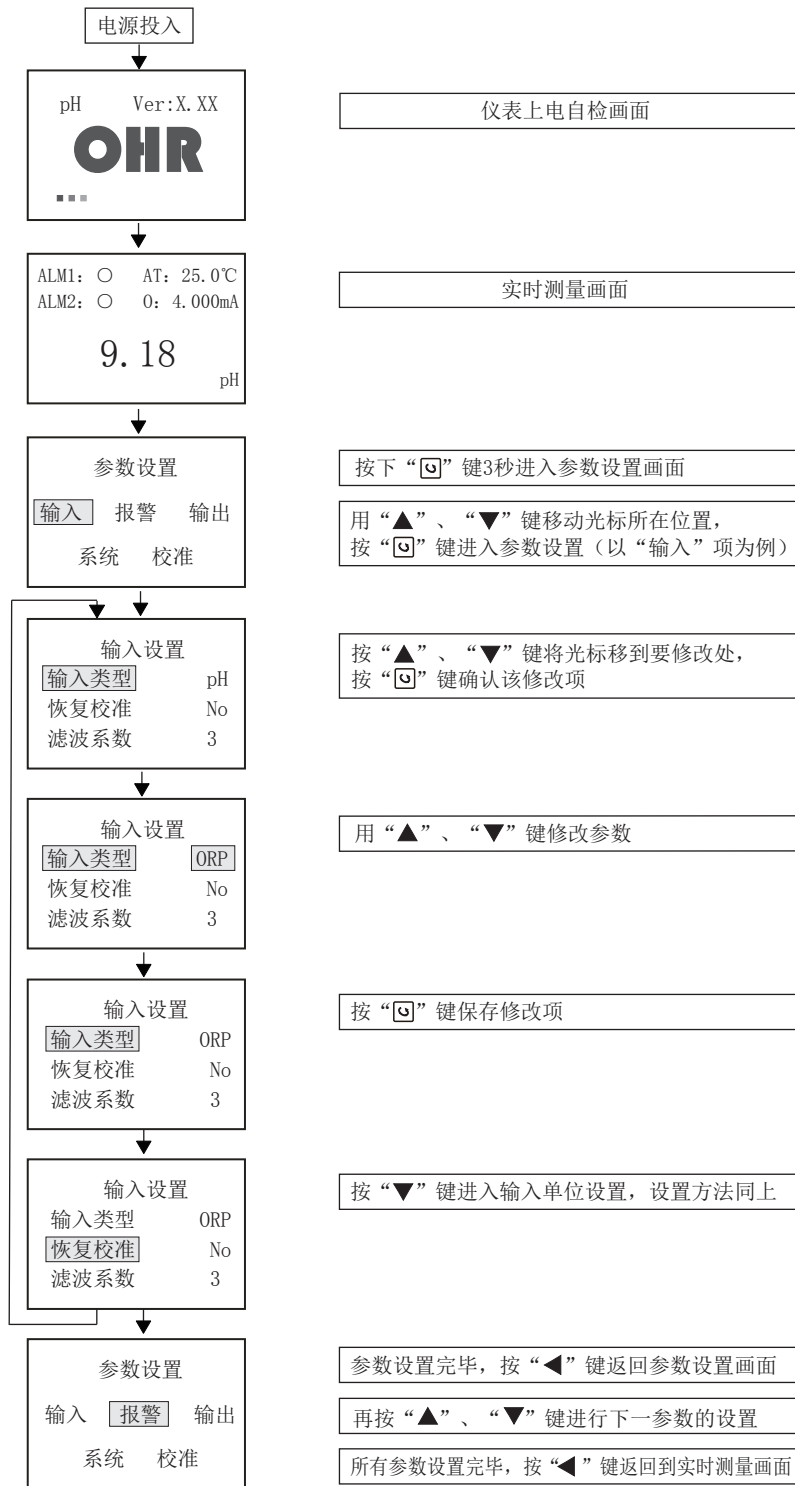 电源投入
pH Ver:X.XX
OHR
仪表上电自检画面
ALM1: ○ AT: 25.0℃
ALM2: ○ O: 4.000mA
9.18
pH
实时测量画面
参数设置
输入 报警 输出
系统 校准
按下“”键3秒进入参数设置画面
用“▲”、“▼”键移动光标所在位置,
按“”键进入参数设置（以“输入”项为例）
输入设置
输入类型 pH
恢复校准 No
滤波系数 3
按“▲”、“▼”键将光标移到要修改处,
按“”键确认该修改项
输入设置
输入类型 ORP
恢复校准 No
滤波系数 3
用“▲”、“▼”键修改参数
输入设置
输入类型 ORP
恢复校准 No
滤波系数 3
按“”键保存修改项
输入设置
输入类型 ORP
恢复校准 No
滤波系数 3
按“▼”键进入输入单位设置，设置方法同上
参数设置
输入 报警 输出
系统 校准
参数设置完毕，按“◀”键返回参数设置画面
再按“▲”、“▼”键进行下一参数的设置
所有参数设置完毕，按“◀”键返回到实时测量画面